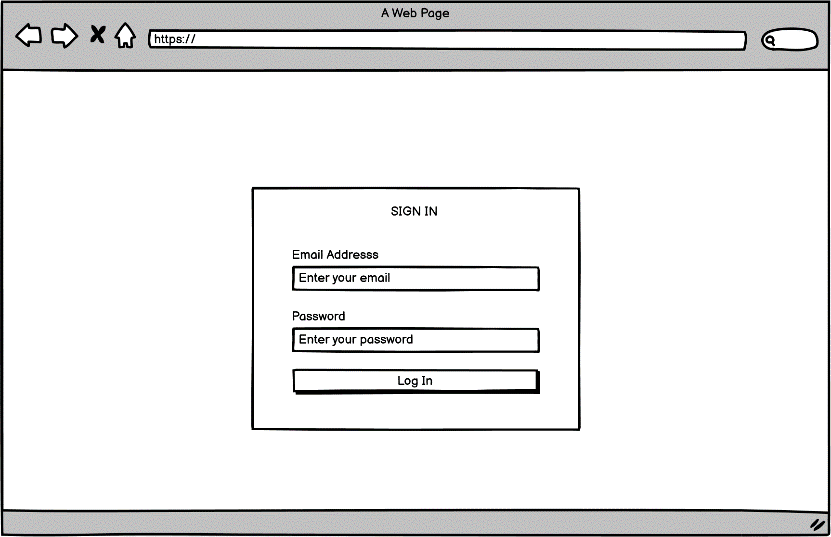 A Web Page
https://
SIGN IN
Email Addresss
Enter your email
Password
Enter your password
Log In